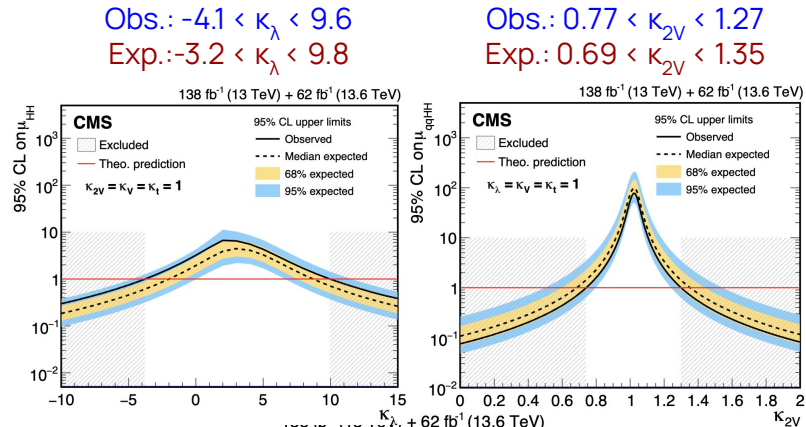 Obs.: -4.1 < κλ < 9.6
Exp.:-3.2 < κλ < 9.8
138 fb⁻¹ (13 TeV) + 62 fb⁻¹ (13.6 TeV)
95% CL on μHH
CMS
Excluded
Theo. prediction
κ2V = κV = κt = 1
95% CL upper limits
Observed
Median expected
68% expected
95% expected
10³
10²
10
1
10⁻¹
10⁻²
-10 -5 0 5 10 15
κλ
Obs.: 0.77 < κ2V < 1.27
Exp.: 0.69 < κ2V < 1.35
138 fb⁻¹ (13 TeV) + 62 fb⁻¹ (13.6 TeV)
95% CL on μqqHH
CMS
Excluded
Theo. prediction
κλ = κV = κt = 1
95% CL upper limits
Observed
Median expected
68% expected
95% expected
10³
10²
10
1
10⁻¹
10⁻²
0 0.2 0.4 0.6 0.8 1 1.2 1.4 1.6 1.8 2
κ2V
+ 62 fb⁻¹ (13.6 TeV)